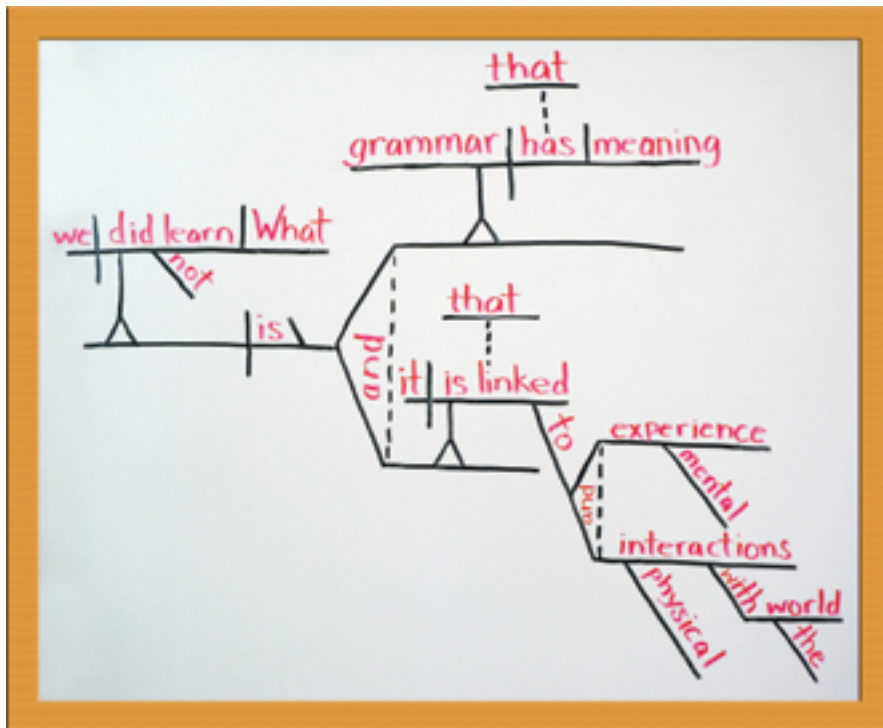 that
grammar has meaning
we did learn What
not
that
is
and
it is linked
to
experience
mental
and
interactions
physical
with world
the